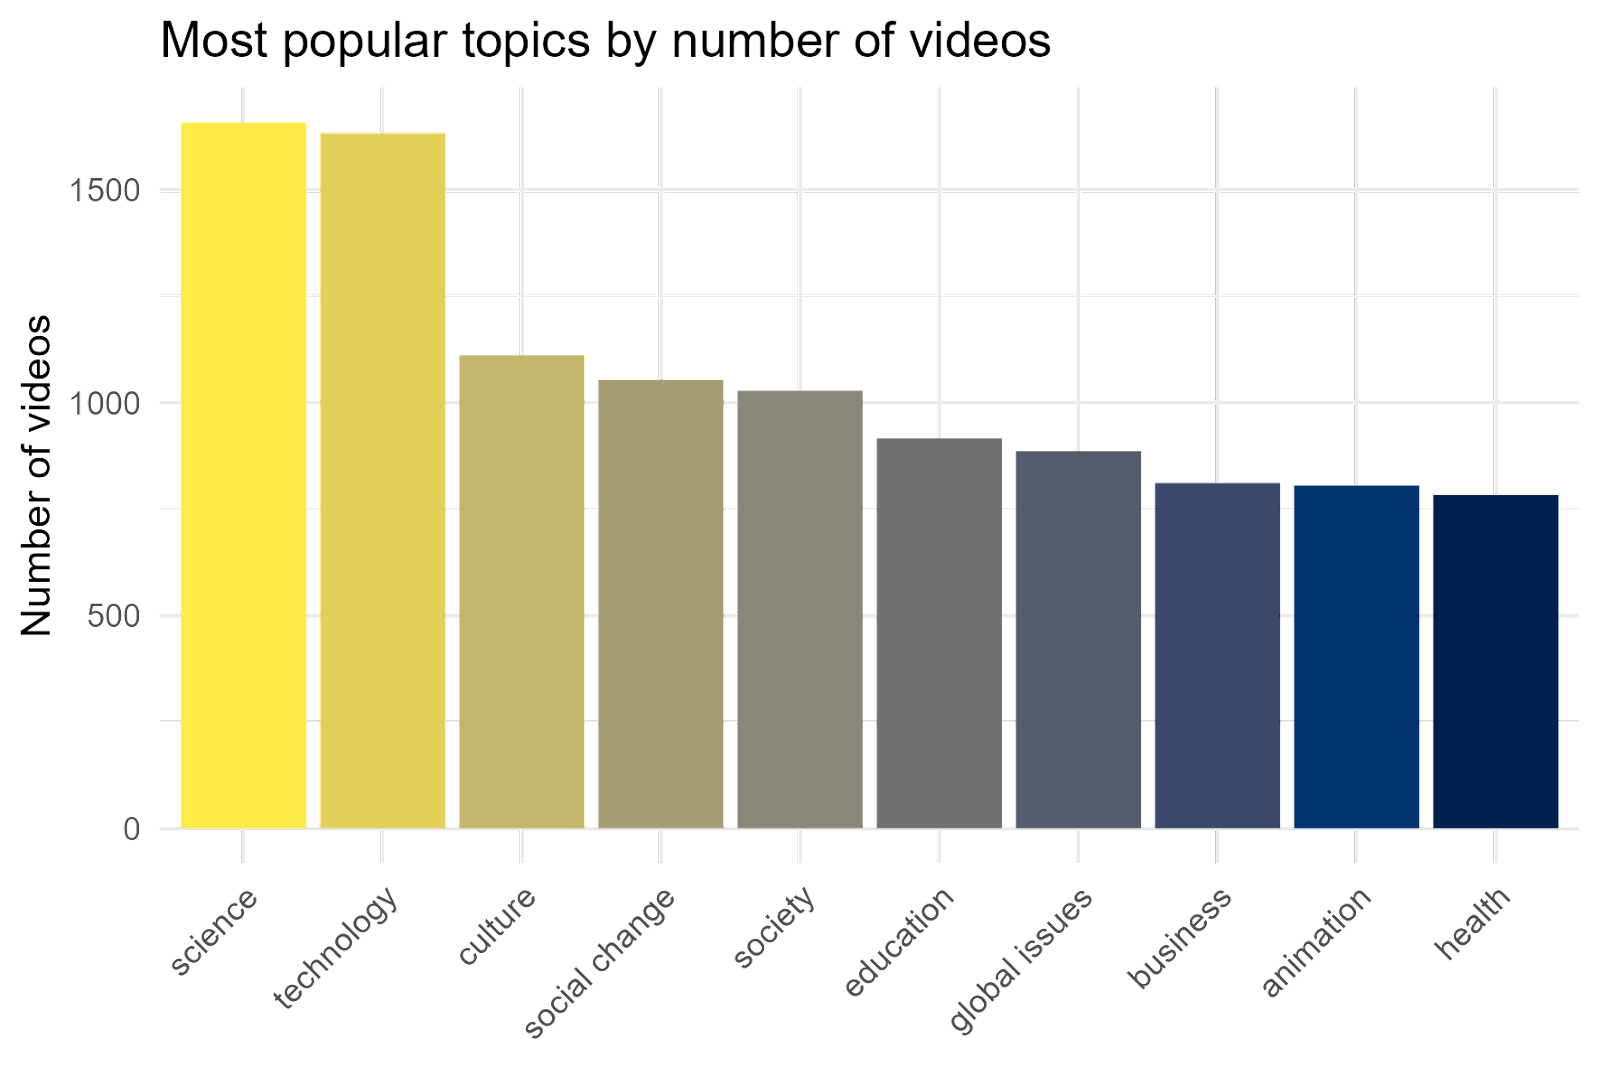 Most popular topics by number of videos
Number of videos
1500
1000
500
0
science
technology
culture
social change
society
education
global issues
business
animation
health